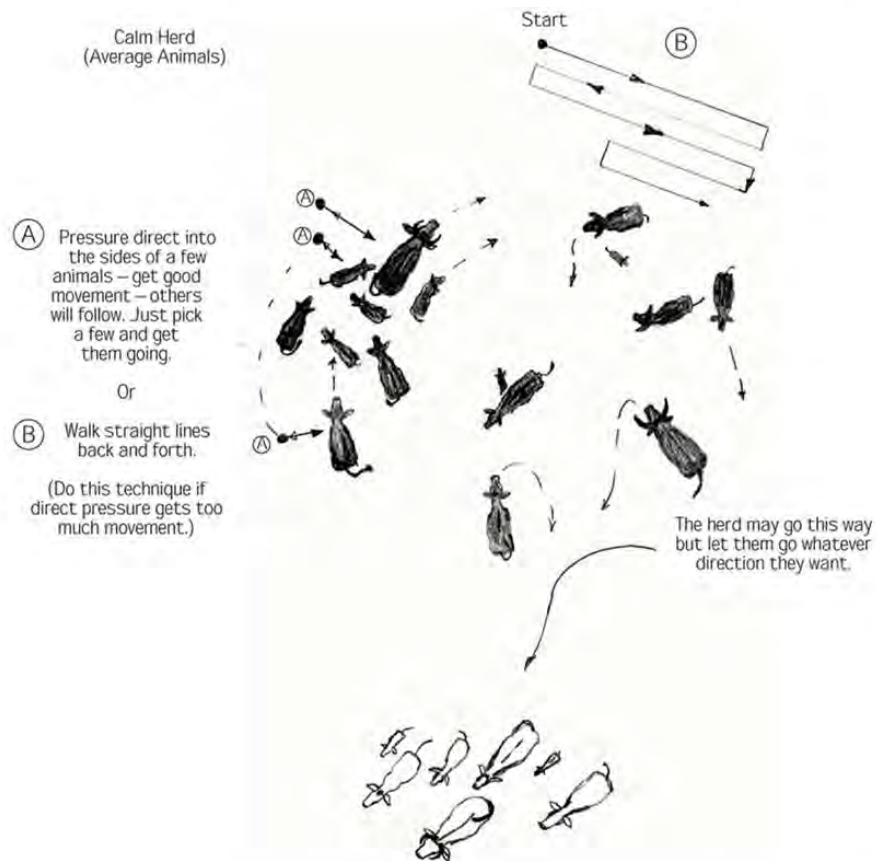 Calm Herd
(Average Animals)
Start
B
A
A
A
Pressure direct into
the sides of a few
animals – get good
movement – others
will follow. Just pick
a few and get
them going.
Or
B
Walk straight lines
back and forth.
(Do this technique if
direct pressure gets too
much movement.)
A
The herd may go this way
but let them go whatever
direction they want.